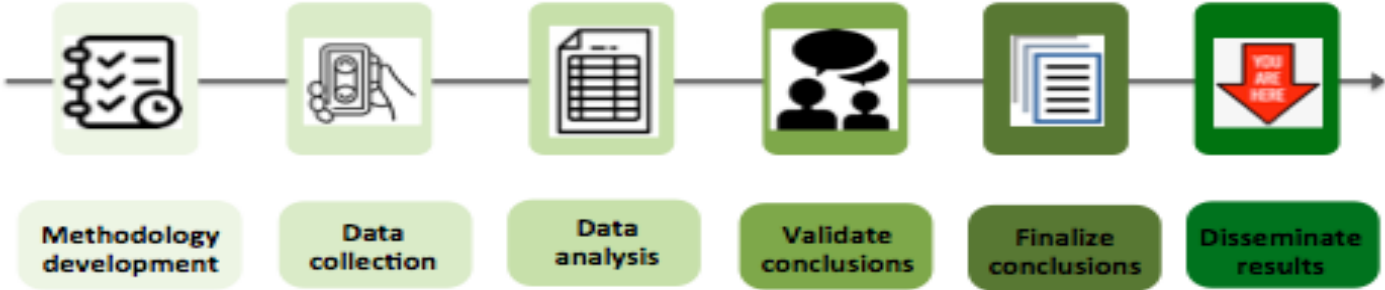 YOU
ARE
HERE
Methodology
development
Data
collection
Data
analysis
Validate
conclusions
Finalize
conclusions
Disseminate
results